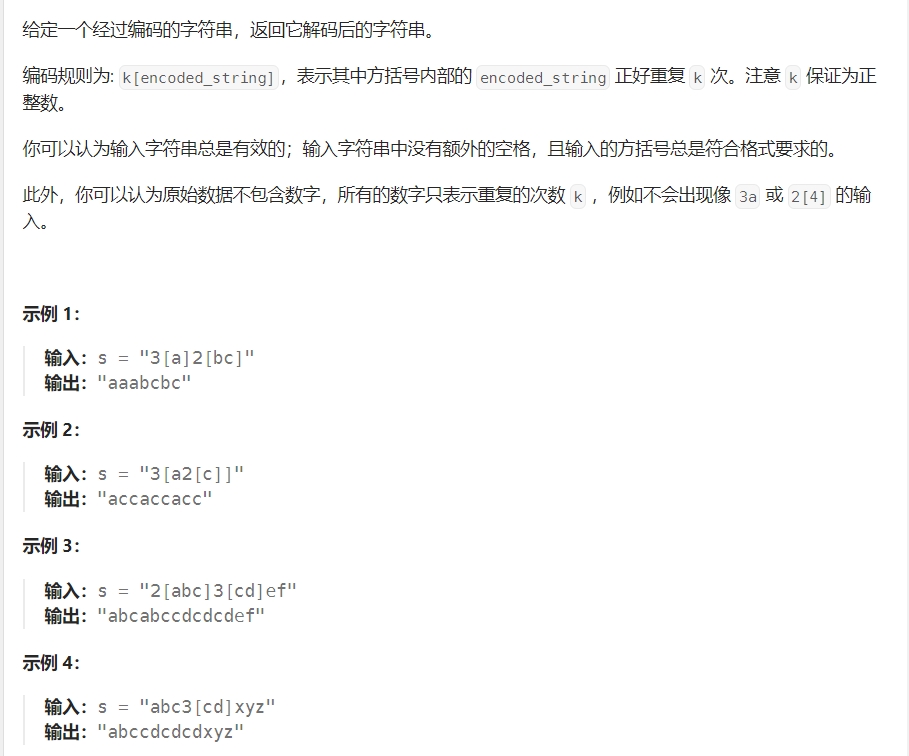 给定一个经过编码的字符串，返回它解码后的字符串。
编码规则为: k[encoded_string]，表示其中方括号内部的 encoded_string 正好重复 k 次。注意 k 保证为正
整数。
你可以认为输入字符串总是有效的；输入字符串中没有额外的空格，且输入的方括号总是符合格式要求的。
此外，你可以认为原始数据不包含数字，所有的数字只表示重复的次数 k ，例如不会出现像 3a 或 2[4] 的输
入。
示例 1：
输入：s = "3[a]2[bc]"
输出："aaabcbc"
示例 2：
输入：s = "3[a2[c]]"
输出："accaccacc"
示例 3：
输入：s = "2[abc]3[cd]ef"
输出："abcabccdcdcdef"
示例 4：
输入：s = "abc3[cd]xyz"
输出："abccdcdcdxyz"